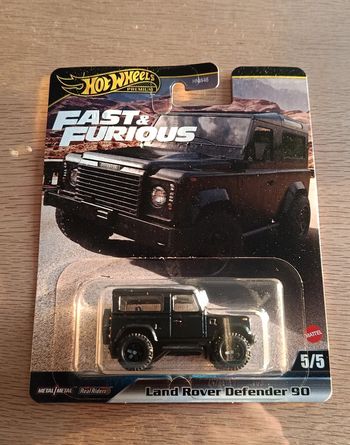 HOT WHEELS
PREMIUM
FAST &
FURIOUS
MATTEL
5/5
METAL/METAL
Real Riders
Land Rover Defender 90